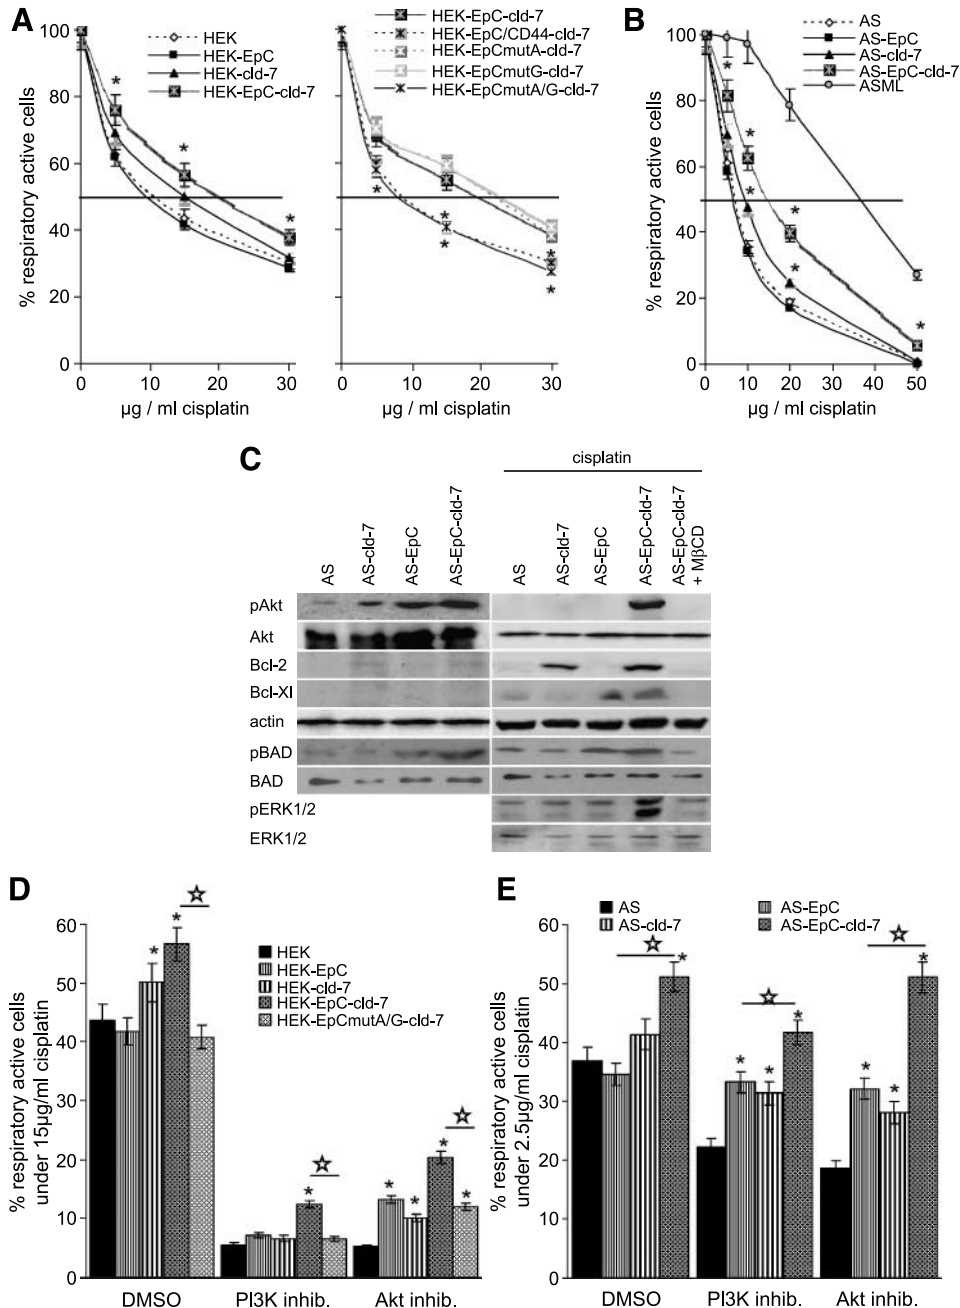 A
% respiratory active cells
100
80
60
40
20
0
0
10
20
30
µg / ml cisplatin
HEK
HEK-EpC
HEK-cld-7
HEK-EpC-cld-7
*
*
*
HEK-EpC-cld-7
HEK-EpC/CD44-cld-7
HEK-EpCmutA-cld-7
HEK-EpCmutG-cld-7
HEK-EpCmutA/G-cld-7
*
*
*
*
*
0
10
20
30
µg / ml cisplatin
B
% respiratory active cells
100
80
60
40
20
0
0
10
20
30
40
50
µg / ml cisplatin
AS
AS-EpC
AS-cld-7
AS-EpC-cld-7
ASML
*
*
*
*
*
*
C
cisplatin
AS
AS-cld-7
AS-EpC
AS-EpC-cld-7
AS
AS-cld-7
AS-EpC
AS-EpC-cld-7
AS-EpC-cld-7
+ MβCD
pAkt
Akt
Bcl-2
Bcl-Xl
actin
pBAD
BAD
pERK1/2
ERK1/2
D
% respiratory active cells
under 15µg/ml cisplatin
60
50
40
30
20
10
0
HEK
HEK-EpC
HEK-cld-7
HEK-EpC-cld-7
HEK-EpCmutA/G-cld-7
☆
* *
☆
*
☆
* * * *
DMSO
PI3K inhib.
Akt inhib.
E
% respiratory active cells
under 2.5µg/ml cisplatin
60
50
40
30
20
10
0
AS
AS-cld-7
AS-EpC
AS-EpC-cld-7
☆
*
☆
* * *
☆
* * *
DMSO
PI3K inhib.
Akt inhib.